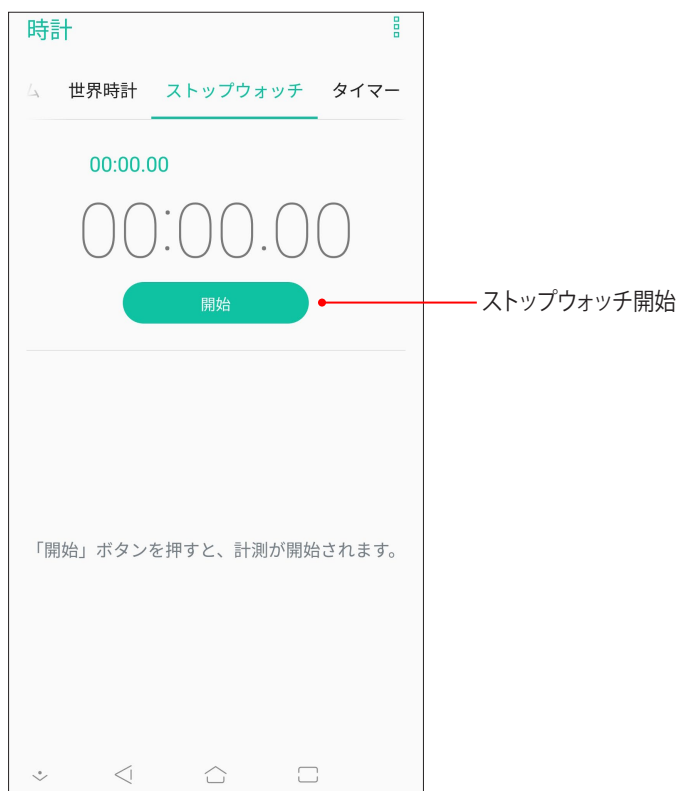 時計
ム 世界時計 ストップウォッチ タイマー
00:00.00
00:00.00
開始
ストップウォッチ開始
「開始」ボタンを押すと、計測が開始されます。